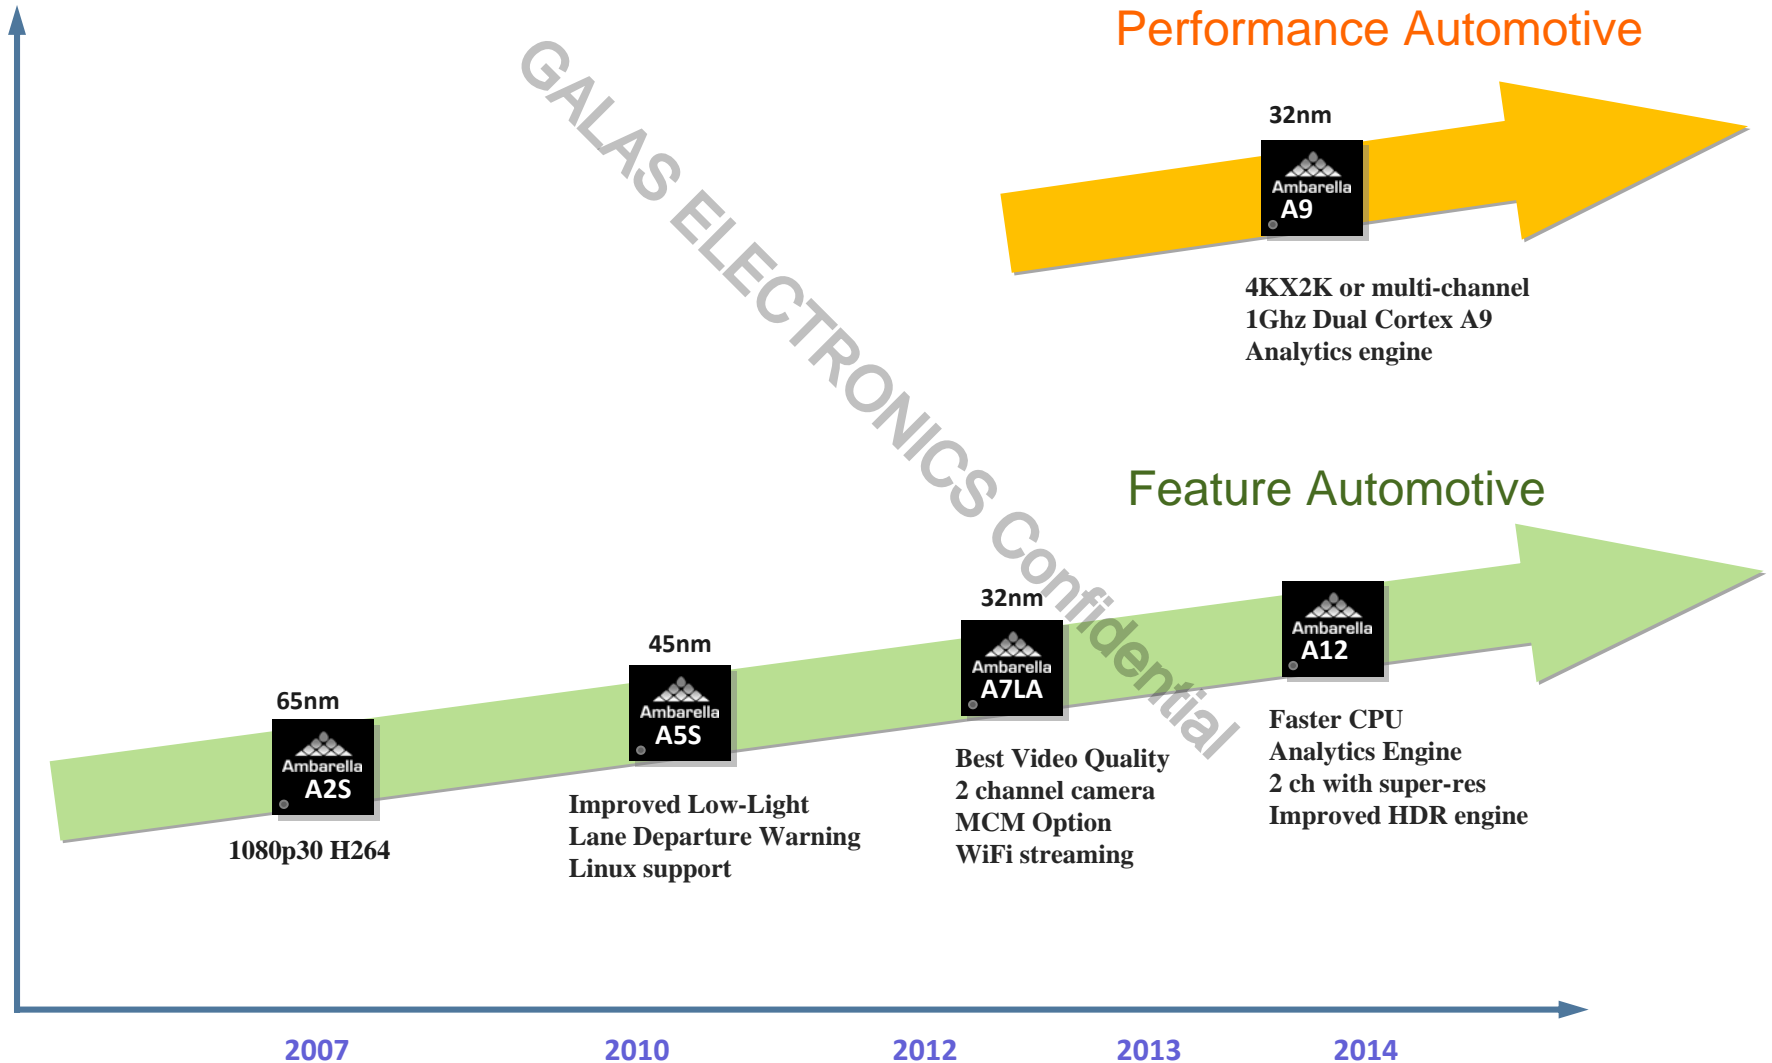 Performance Automotive
32nm
Ambarella
A9
4KX2K or multi-channel
1Ghz Dual Cortex A9
Analytics engine
GALAS ELECTRONICS Confidential
Feature Automotive
65nm
Ambarella
A2S
1080p30 H264
45nm
Ambarella
A5S
Improved Low-Light
Lane Departure Warning
Linux support
32nm
Ambarella
A7LA
Best Video Quality
2 channel camera
MCM Option
WiFi streaming
Ambarella
A12
Faster CPU
Analytics Engine
2 ch with super-res
Improved HDR engine
2007 2010 2012 2013 2014